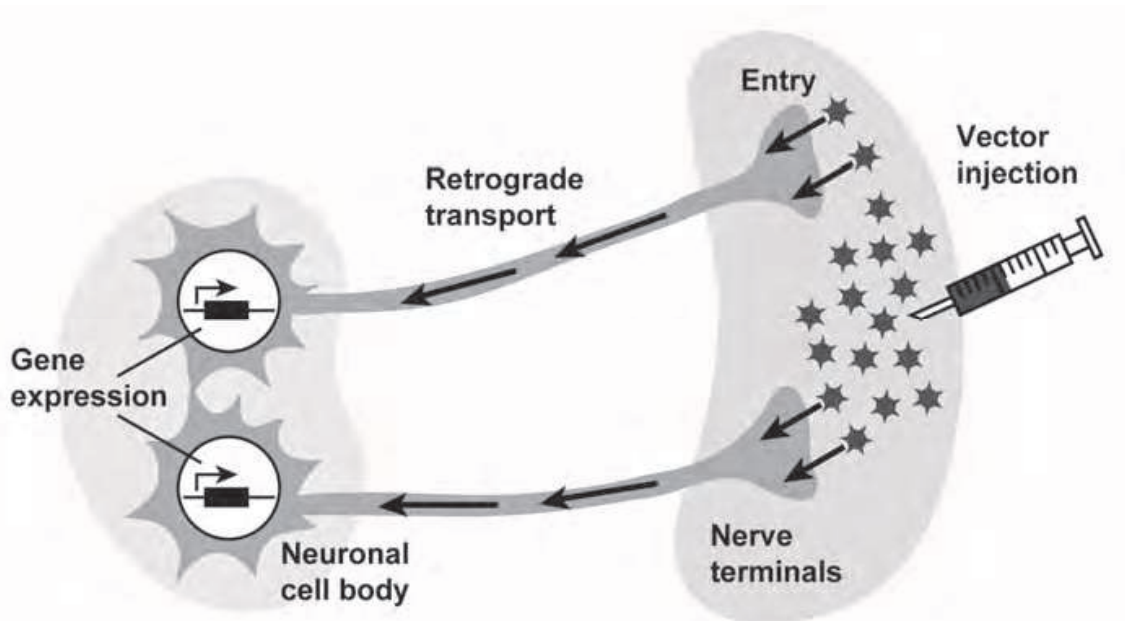 Entry
Vector
injection
Retrograde
transport
Gene
expression
Neuronal
cell body
Nerve
terminals